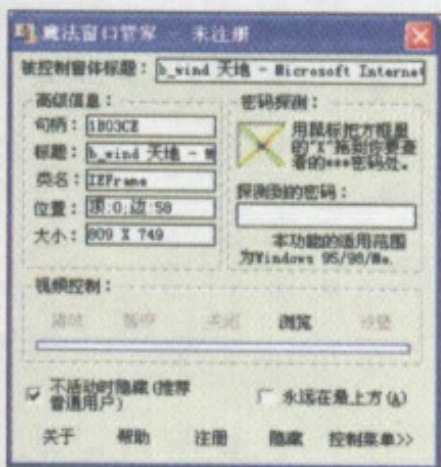 魔法窗口管家 - 未注册
被控制窗体标题: b_wind 天地 - Microsoft Internet
高级信息:
句柄: 1B03CE
标题: b_wind 天地 - M
类名: IEFrame
位置: 顶:0;边:58
大小: 809 X 749
密码探测:
用鼠标把方框里的"X"拖到你要查看的***密码处。
探测到的密码:
本功能的适用范围为Windows 95/98/Me.
视频控制:
播放 暂停 关闭 浏览
不活动时隐藏(推荐普通用户)
永远在最上方(A)
关于 帮助 注册 隐藏 控制菜单>>